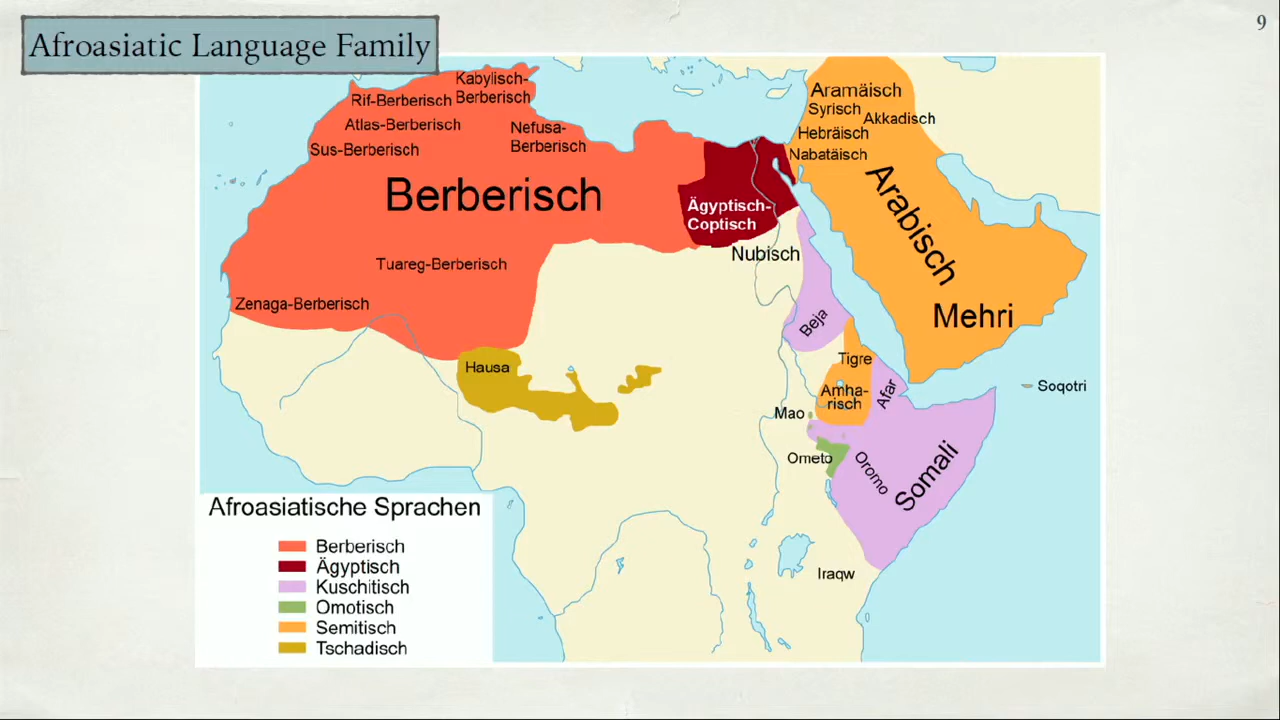 Afroasiatic Language Family
9
Kabylisch-
Berberisch
Rif-Berberisch
Atlas-Berberisch
Nefusa-
Berberisch
Sus-Berberisch
Berberisch
Tuareg-Berberisch
Zenaga-Berberisch
Ägyptisch-
Coptisch
Nubisch
Aramäisch
Syrisch
Akkadisch
Hebräisch
Nabatäisch
Arabisch
Mehri
Beja
Tigre
Amha-
risch
Afar
Soqotri
Hausa
Mao
Ometo
Oromo
Somali
Iraqw
Afroasiatische Sprachen
Berberisch
Ägyptisch
Kuschitisch
Omotisch
Semitisch
Tschadisch